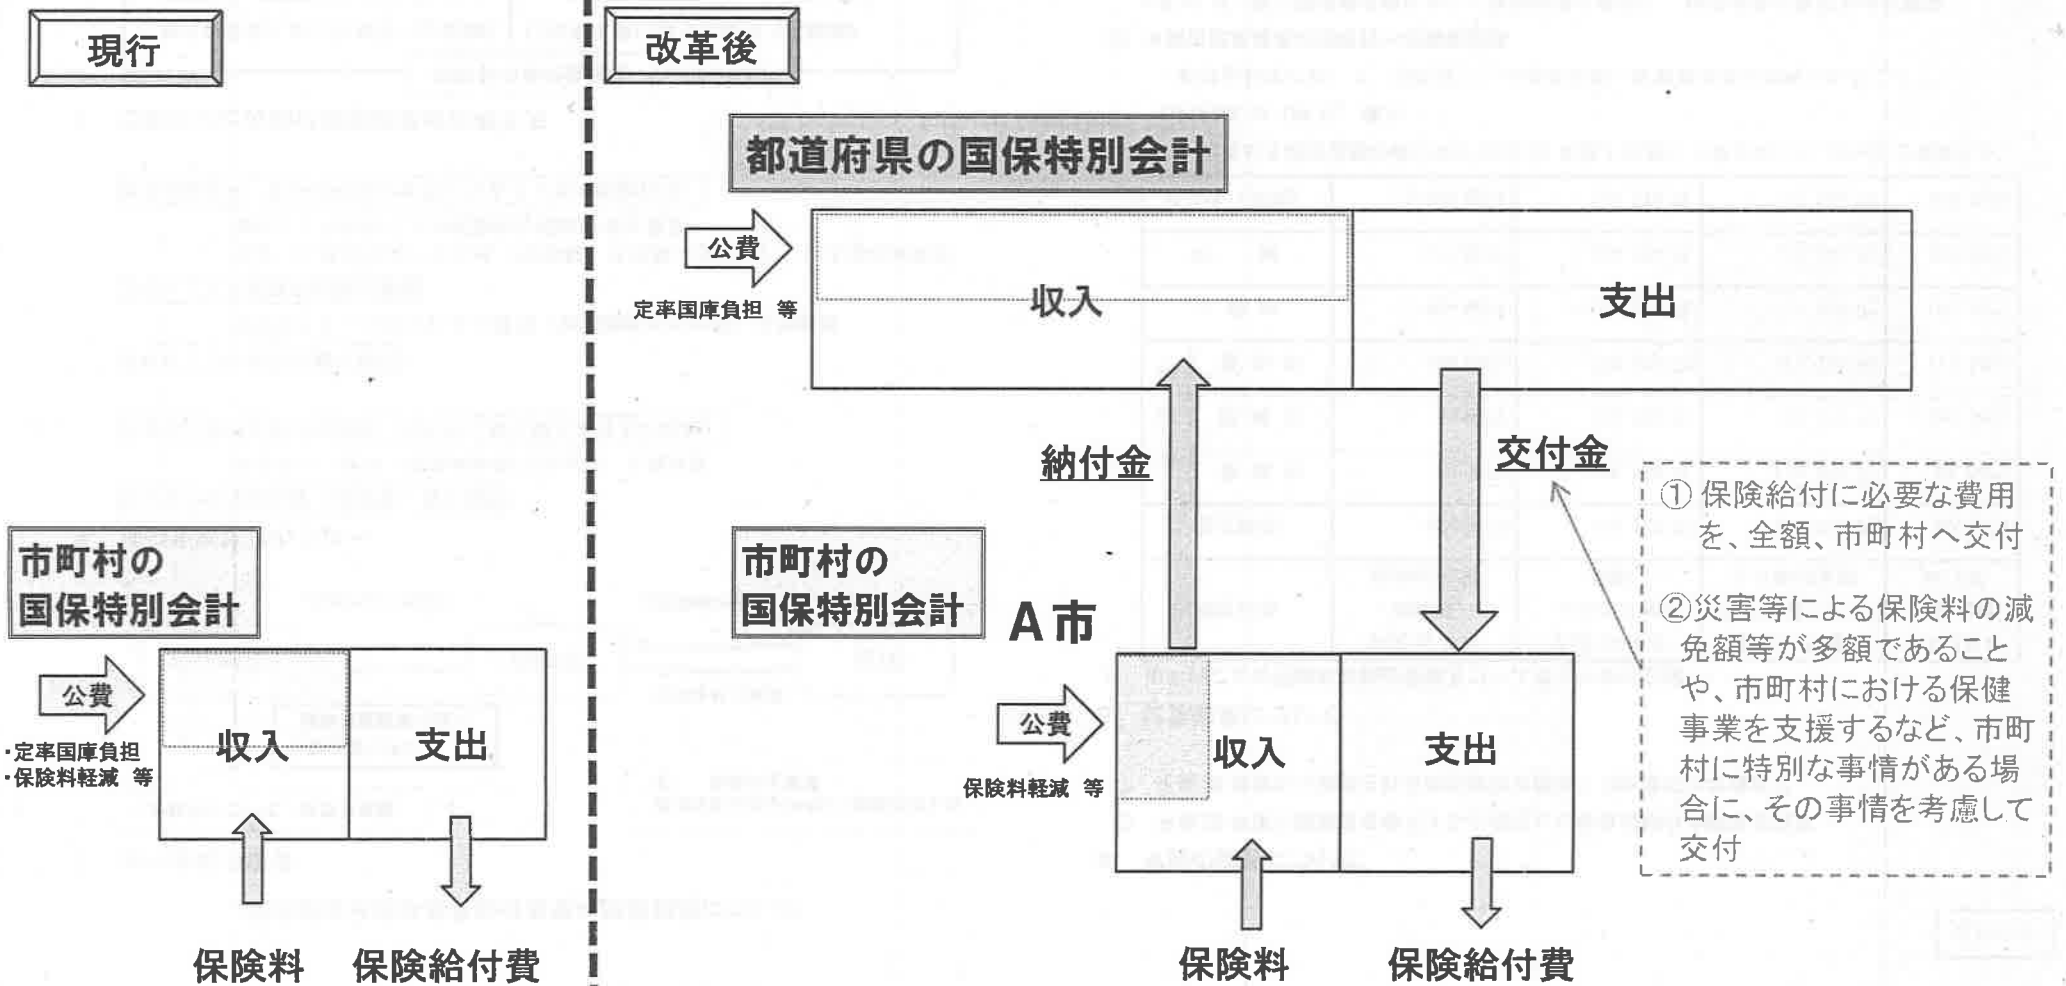 現行
市町村の
国保特別会計
公費
・定率国庫負担
・保険料軽減 等
収入
支出
保険料
保険給付費
改革後
都道府県の国保特別会計
公費
定率国庫負担 等
収入
支出
納付金
交付金
市町村の
国保特別会計
A市
公費
保険料軽減 等
収入
支出
保険料
保険給付費
① 保険給付に必要な費用
を、全額、市町村へ交付
②災害等による保険料の減
免額等が多額であること
や、市町村における保健
事業を支援するなど、市町
村に特別な事情がある場
合に、その事情を考慮して
交付